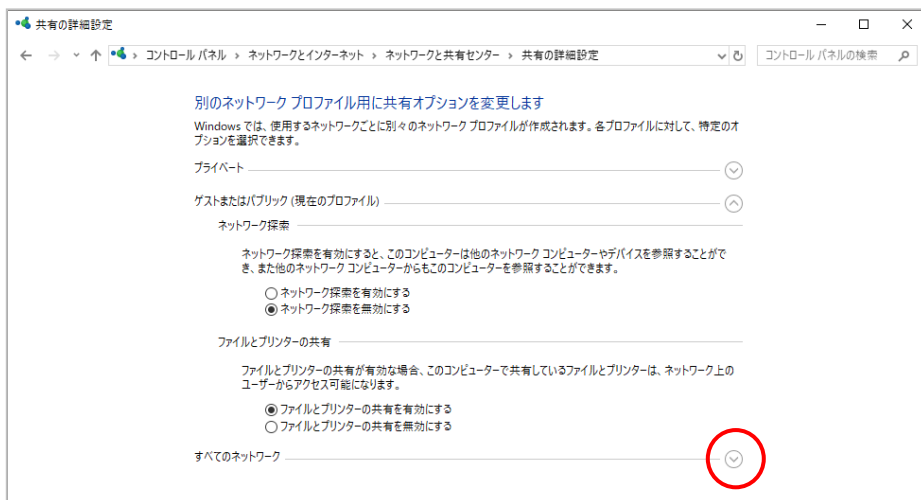 共有の詳細設定
コントロール パネル › ネットワークとインターネット › ネットワークと共有センター › 共有の詳細設定
コントロール パネルの検索
別のネットワーク プロファイル用に共有オプションを変更します
Windows では、使用するネットワークごとに別々のネットワーク プロファイルが作成されます。各プロファイルに対して、特定のオ
プションを選択できます。
プライベート
ゲストまたはパブリック (現在のプロファイル)
ネットワーク探索
ネットワーク探索を有効にすると、このコンピューターは他のネットワーク コンピューターやデバイスを参照することがで
き、また他のネットワーク コンピューターからもこのコンピューターを参照することができます。
ネットワーク探索を有効にする
ネットワーク探索を無効にする
ファイルとプリンターの共有
ファイルとプリンターの共有が有効な場合、このコンピューターで共有しているファイルとプリンターは、ネットワーク上の
ユーザーからアクセス可能になります。
ファイルとプリンターの共有を有効にする
ファイルとプリンターの共有を無効にする
すべてのネットワーク